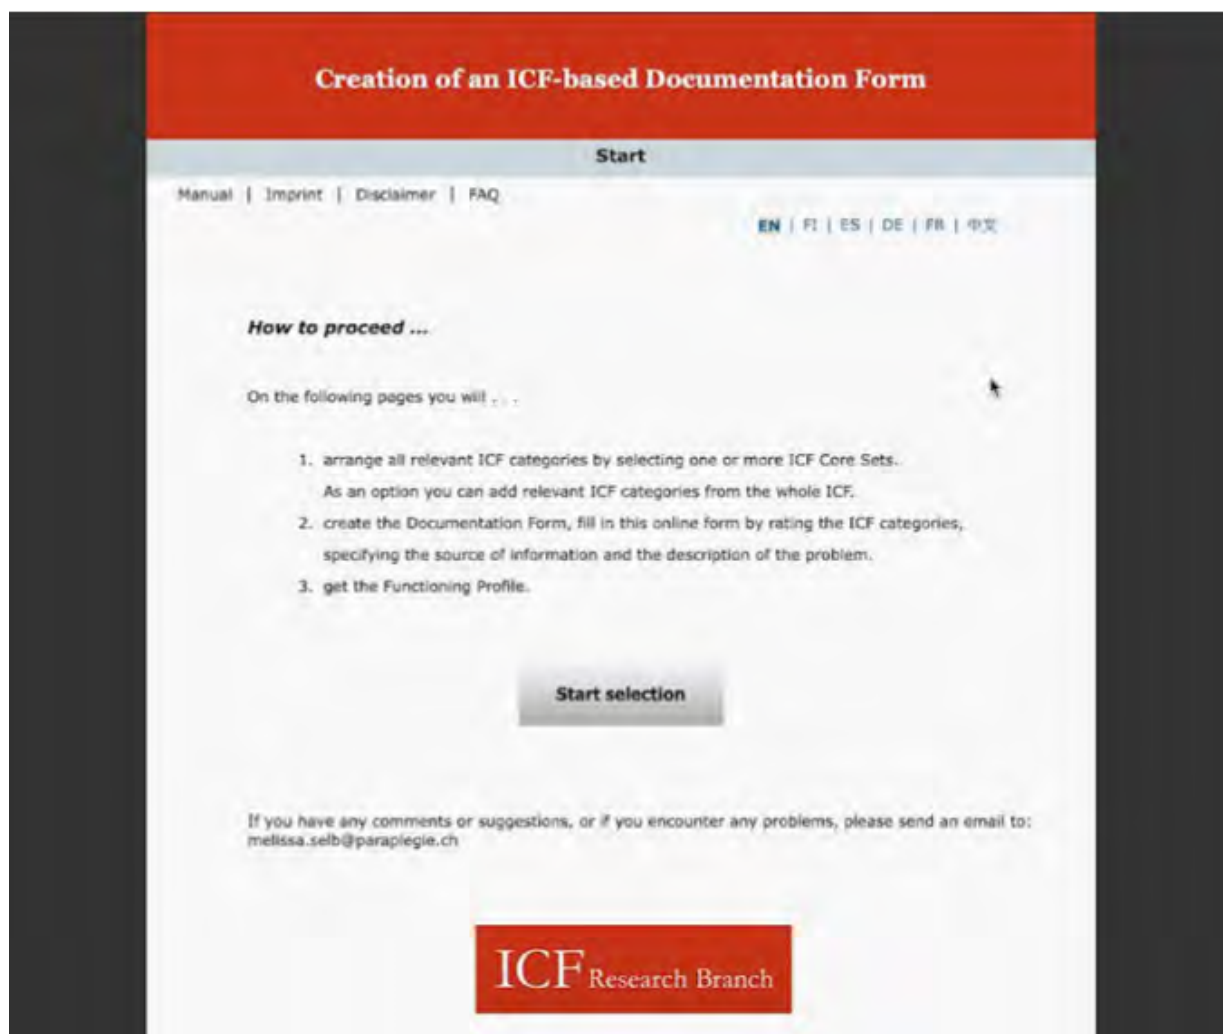 Creation of an ICF-based Documentation Form
Start
Manual | Imprint | Disclaimer | FAQ
EN | FI | ES | DE | FR | 中文
How to proceed ...
On the following pages you will . . .
1. arrange all relevant ICF categories by selecting one or more ICF Core Sets.
As an option you can add relevant ICF categories from the whole ICF.
2. create the Documentation Form, fill in this online form by rating the ICF categories,
specifying the source of information and the description of the problem.
3. get the Functioning Profile.
Start selection
If you have any comments or suggestions, or if you encounter any problems, please send an email to:
melissa.selb@paraplegie.ch
ICF Research Branch